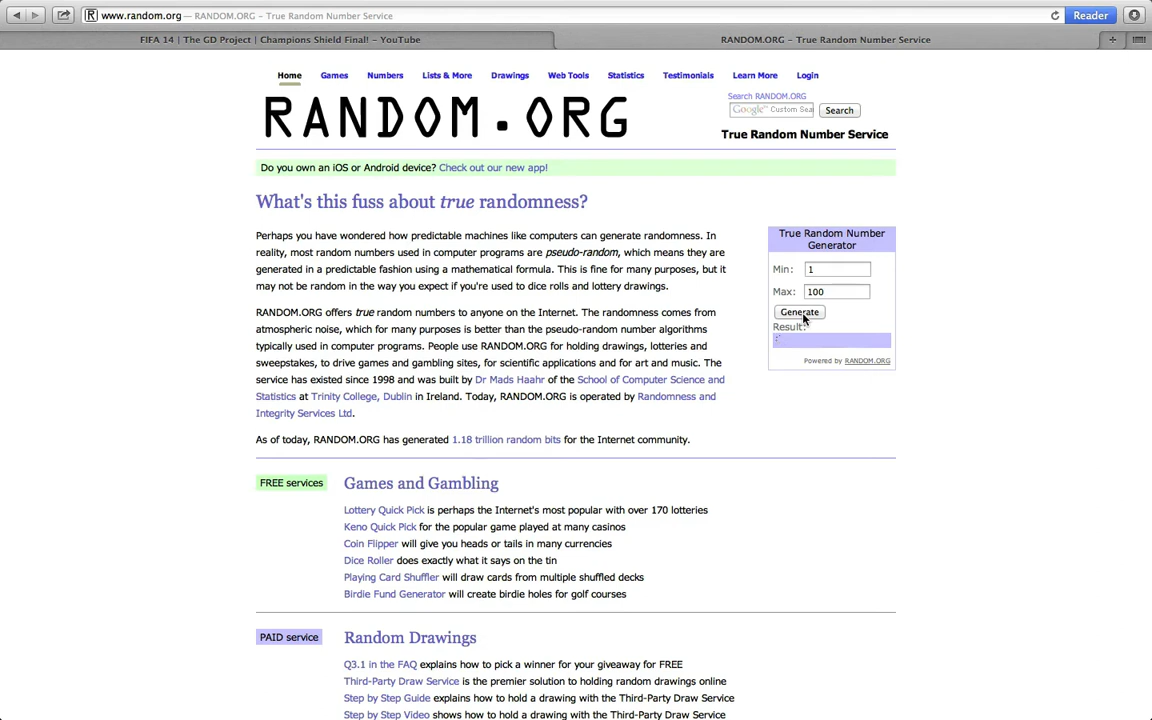 www.random.org — RANDOM.ORG – True Random Number Service
Reader
FIFA 14 | The GD Project | Champions Shield Final! – YouTube
RANDOM.ORG – True Random Number Service
Home Games Numbers Lists & More Drawings Web Tools Statistics Testimonials Learn More Login
RANDOM.ORG
Search RANDOM.ORG
Google™ Custom Sea
Search
True Random Number Service
Do you own an iOS or Android device? Check out our new app!
What's this fuss about true randomness?
Perhaps you have wondered how predictable machines like computers can generate randomness. In
reality, most random numbers used in computer programs are pseudo-random, which means they are
generated in a predictable fashion using a mathematical formula. This is fine for many purposes, but it
may not be random in the way you expect if you're used to dice rolls and lottery drawings.
RANDOM.ORG offers true random numbers to anyone on the Internet. The randomness comes from
atmospheric noise, which for many purposes is better than the pseudo-random number algorithms
typically used in computer programs. People use RANDOM.ORG for holding drawings, lotteries and
sweepstakes, to drive games and gambling sites, for scientific applications and for art and music. The
service has existed since 1998 and was built by Dr Mads Haahr of the School of Computer Science and
Statistics at Trinity College, Dublin in Ireland. Today, RANDOM.ORG is operated by Randomness and
Integrity Services Ltd.
As of today, RANDOM.ORG has generated 1.18 trillion random bits for the Internet community.
True Random Number
Generator
Min: 1
Max: 100
Generate
Result:
Powered by RANDOM.ORG
FREE services
Games and Gambling
Lottery Quick Pick is perhaps the Internet's most popular with over 170 lotteries
Keno Quick Pick for the popular game played at many casinos
Coin Flipper will give you heads or tails in many currencies
Dice Roller does exactly what it says on the tin
Playing Card Shuffler will draw cards from multiple shuffled decks
Birdie Fund Generator will create birdie holes for golf courses
PAID service
Random Drawings
Q3.1 in the FAQ explains how to pick a winner for your giveaway for FREE
Third-Party Draw Service is the premier solution to holding random drawings online
Step by Step Guide explains how to hold a drawing with the Third-Party Draw Service
Step by Step Video shows how to hold a drawing with the Third-Party Draw Service